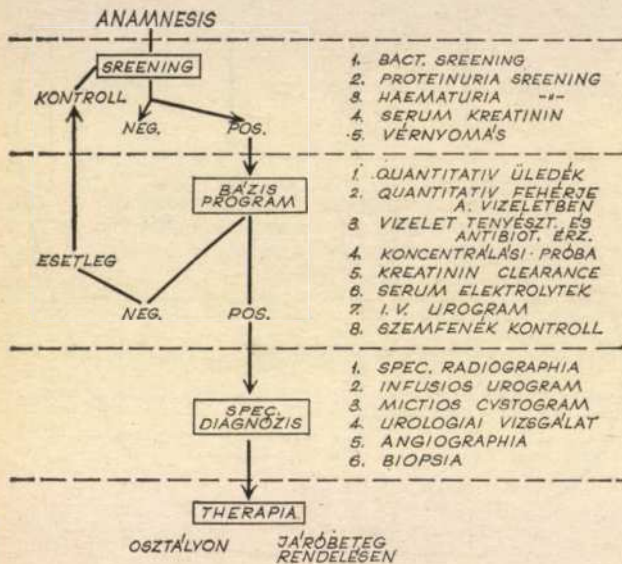 ANAMNESIS
SREENING
KONTROLL
NEG. POS.
1. BACT. SREENING
2. PROTEINURIA SREENING
3. HAEMATURIA -"-
4. SERUM KREATININ
5. VÉRNYOMÁS
BÁZIS
PROGRAM
ESETLEG
NEG. POS.
1. QUANTITATIV ÜLEDÉK
2. QUANTITATIV FEHÉRJE
A. VIZELETBEN
3. VIZELET TENYÉSZT. ÉS
ANTIBIOT. ÉRZ.
4. KONCENTRÁLÁSI PRÓBA
5. KREATININ CLEARANCE
6. SERUM ELEKTROLYTEK
7. I.V. UROGRAM
8. SZEMFENÉK KONTROLL
SPEC.
DIAGNÓZIS
1. SPEC. RADIOGRAPHIA
2. INFUSIOS UROGRAM
3. MICTIOS CYSTOGRAM
4. UROLOGIAI VIZSGÁLAT
5. ANGIOGRAPHIA
6. BIOPSIA
THERAPIA
OSZTÁLYON JÁRÓBETEG
RENDELÉSEN